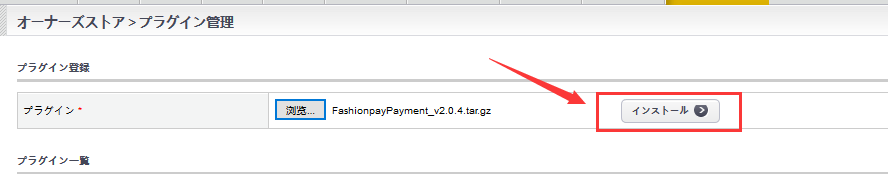 オーナーズストア＞プラグイン管理
プラグイン登録
プラグイン * 浏览... FashionpayPayment_v2.0.4.tar.gz インストール
プラグイン一覧